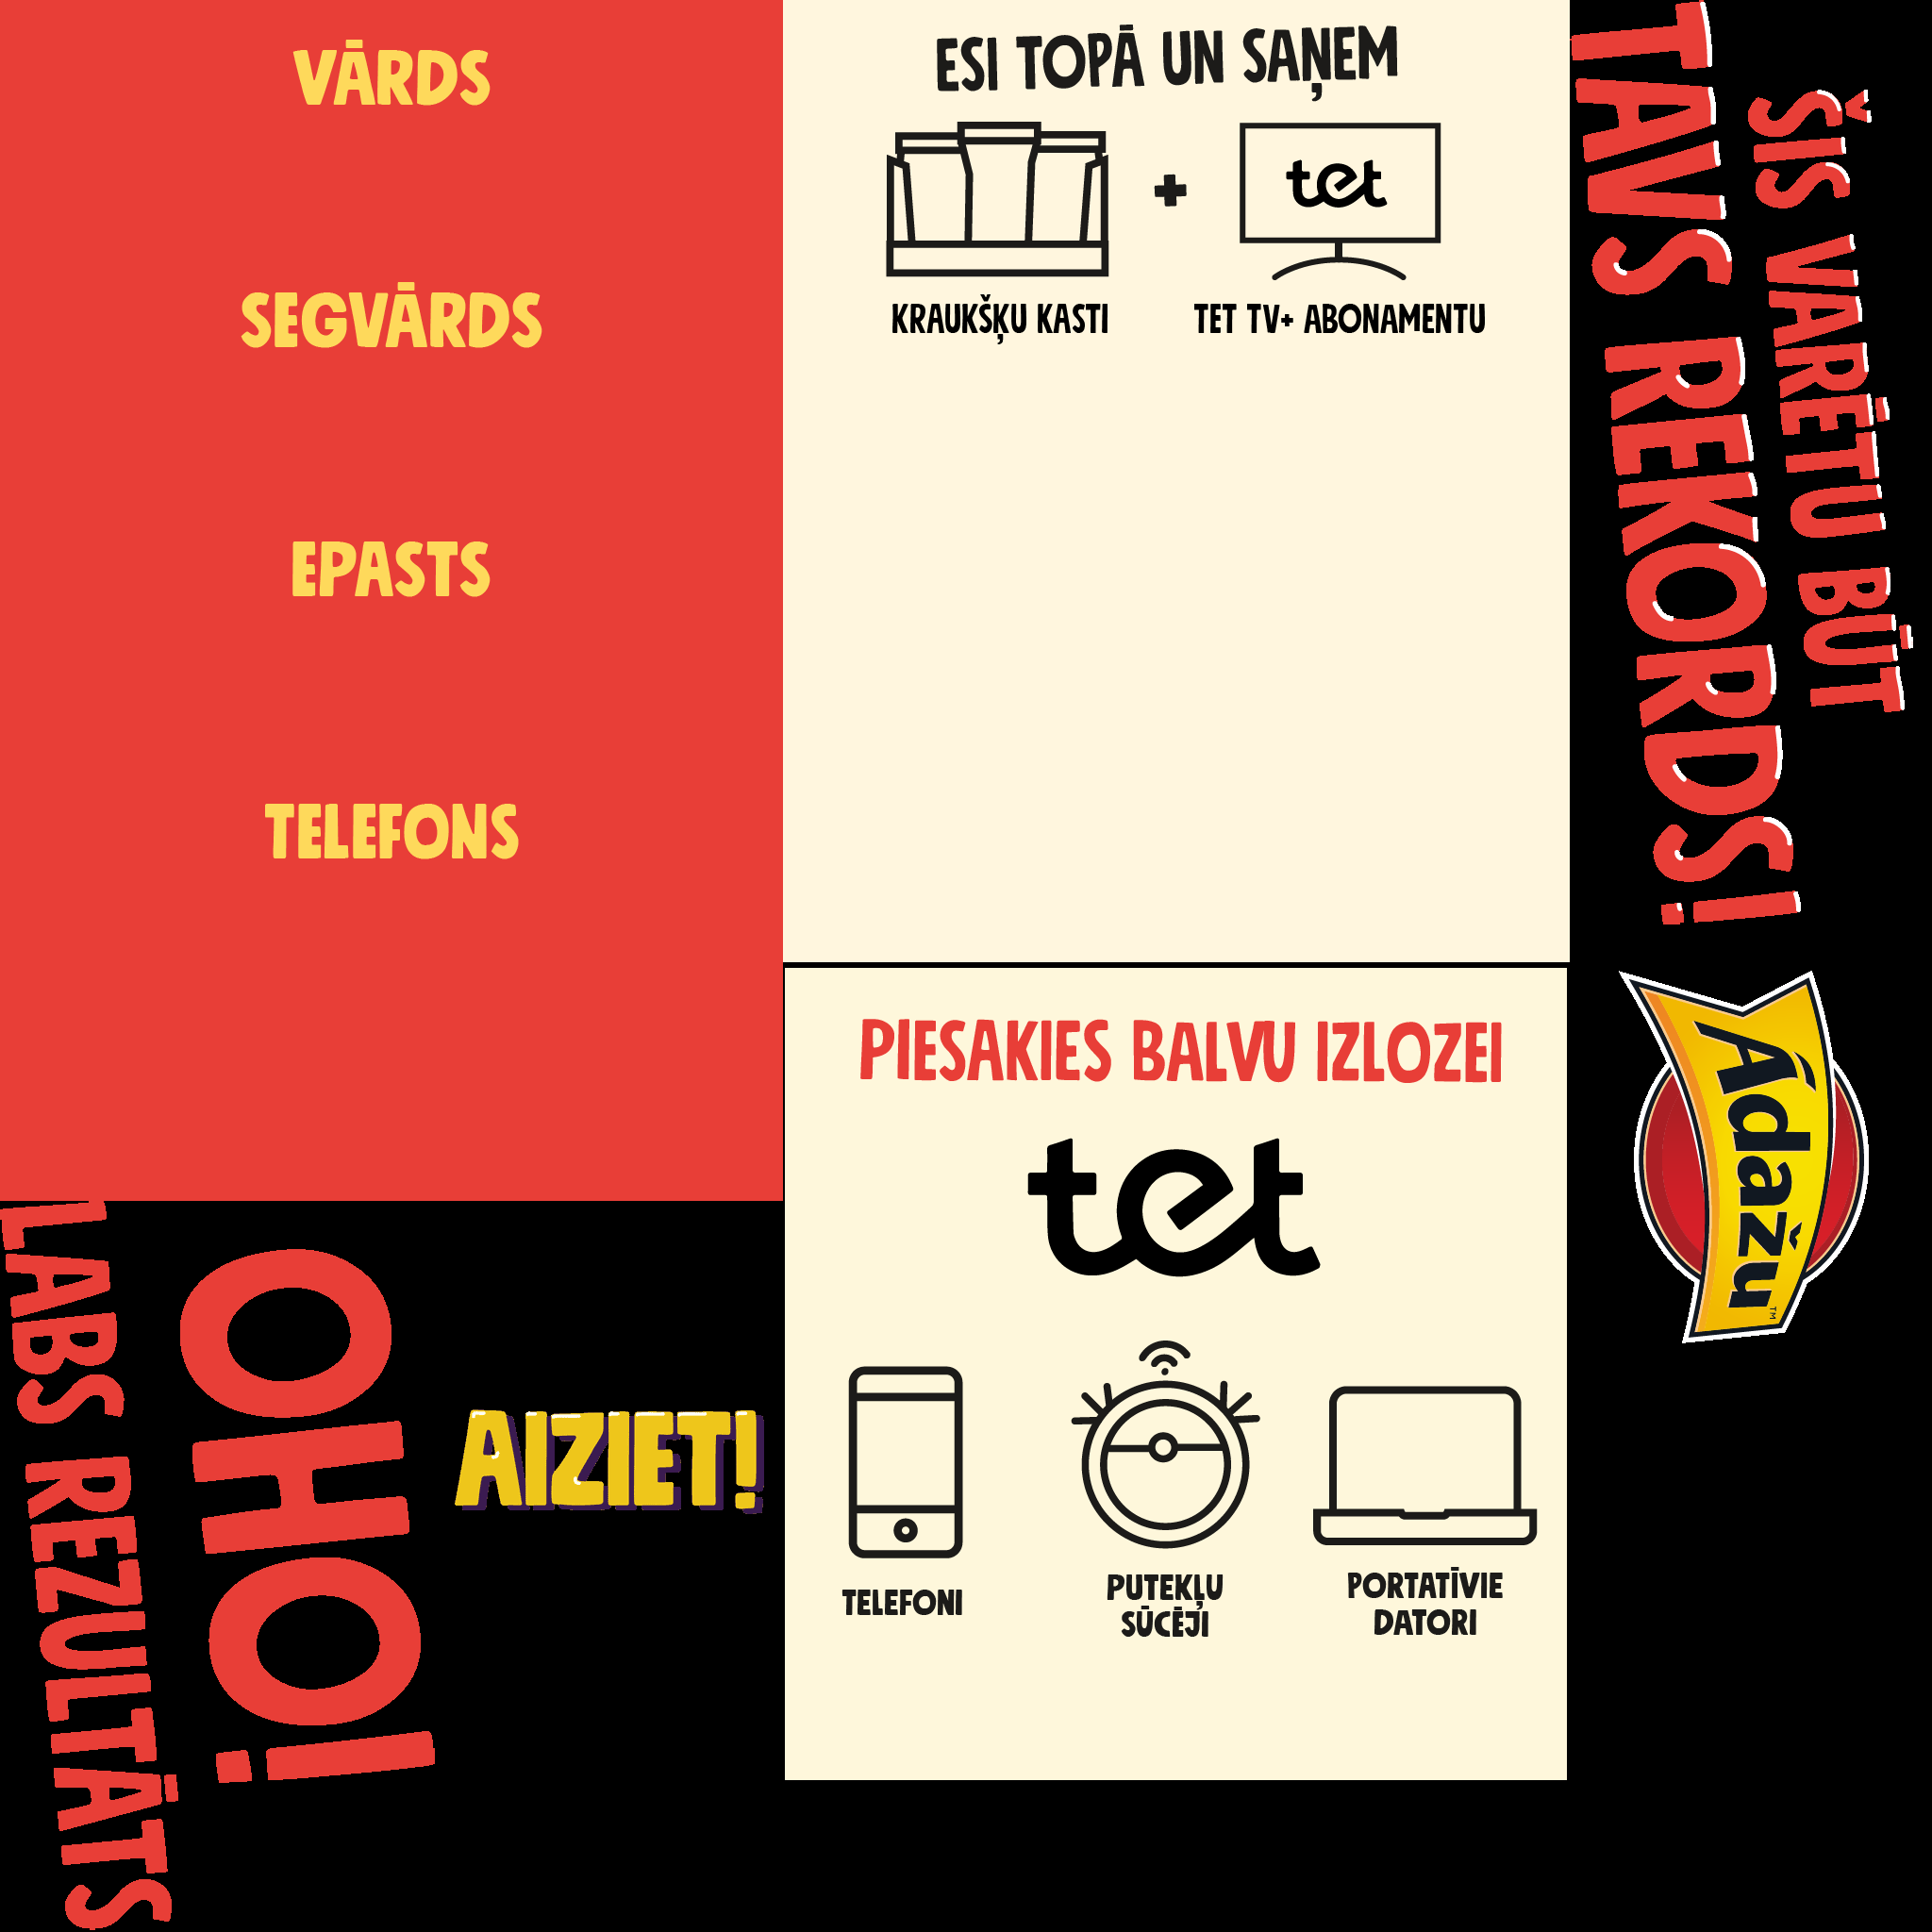 VĀRDS
SEGVĀRDS
EPASTS
TELEFONS
ESI TOPĀ UN SAŅEM
+
tet
KRAUKŠĶU KASTI
TET TV+ ABONAMENTU
ŠIS VARĒTU BŪT
TAVS REKORDS!
PIESAKIES BALVU IZLOZEI
tet
TELEFONI
PUTEKĻU
SŪCĒJI
PORTATĪVIE
DATORI
Ādažu™
OHO!
LABS REZULTĀTS
AIZIET!